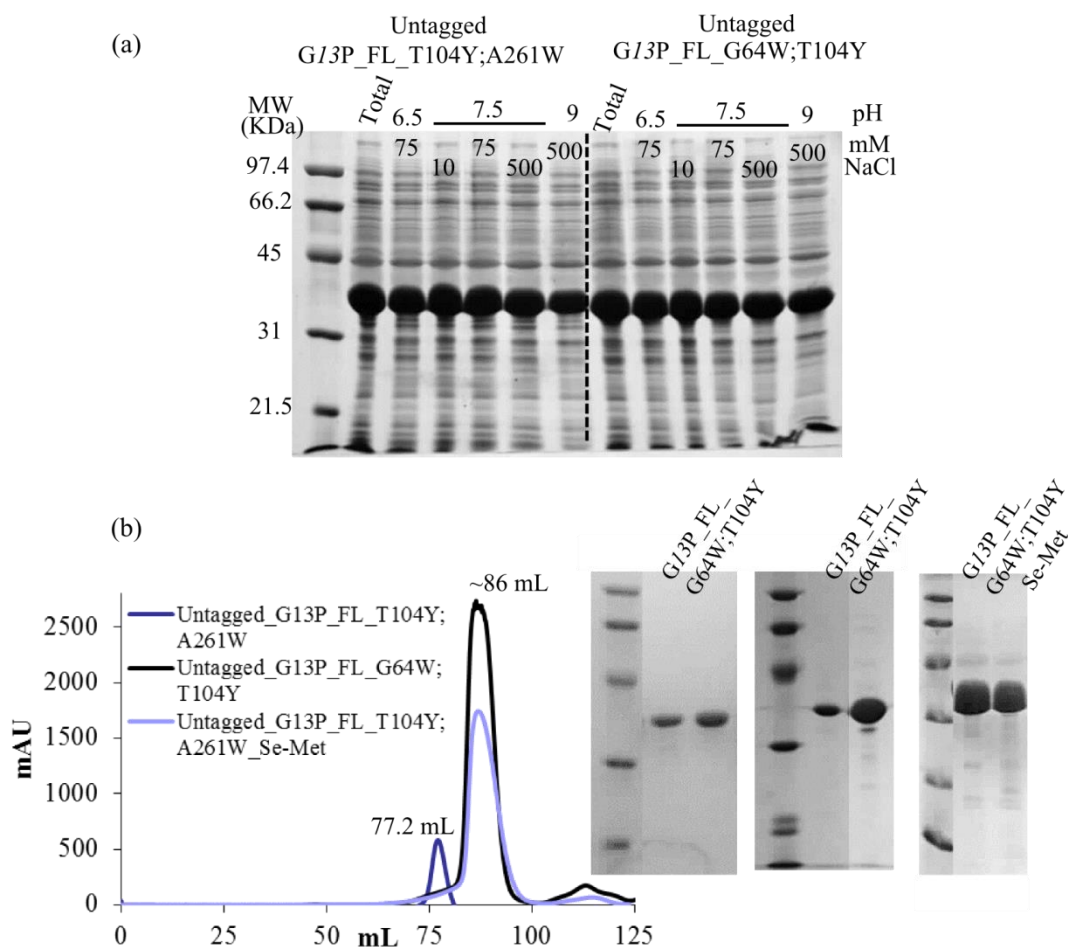 (a)
Untagged
G13P_FL_T104Y;A261W
Untagged
G13P_FL_G64W;T104Y
MW
(KDa)
Total
6.5
7.5
9
Total
6.5
7.5
9
pH
75
10
75
500
500
75
10
75
500
500
mM
NaCl
97.4
66.2
45
31
21.5
(b)
G13P_FL_
G64W;T104Y
G13P_FL_
G64W;T104Y
G13P_FL_
G64W;T104Y
Se-Met
~86 mL
Untagged_G13P_FL_T104Y;
A261W
Untagged_G13P_FL_G64W;
T104Y
Untagged_G13P_FL_T104Y;
A261W_Se-Met
77.2 mL
mAU
2500
2000
1500
1000
500
0
0
25
50
75
100
125
mL